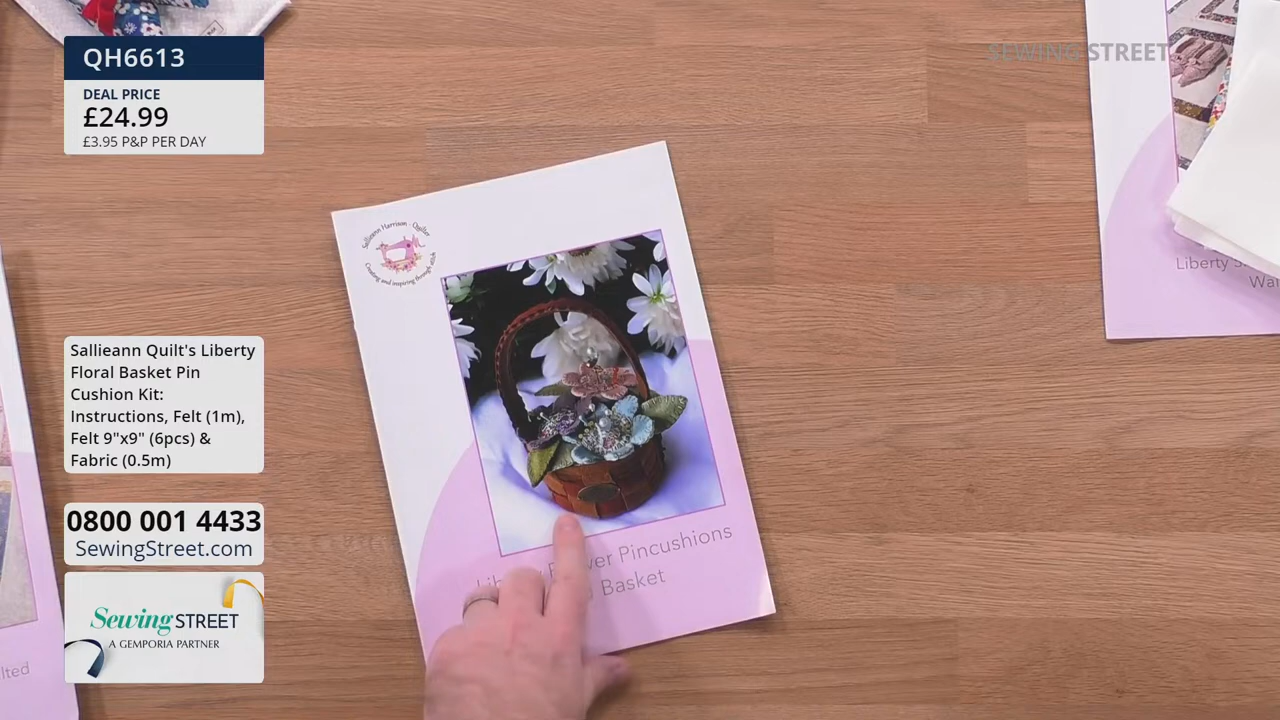 QH6613
DEAL PRICE
£24.99
£3.95 P&P PER DAY
SEWING STREET
Sallieann Harrison - Quilter
Creating and inspiring through stitch
Sallieann Quilt's Liberty
Floral Basket Pin
Cushion Kit:
Instructions, Felt (1m),
Felt 9"x9" (6pcs) &
Fabric (0.5m)
0800 001 4433
SewingStreet.com
Sewing STREET
A GEMPORIA PARTNER
Pincushions
Basket
Liberty
lted